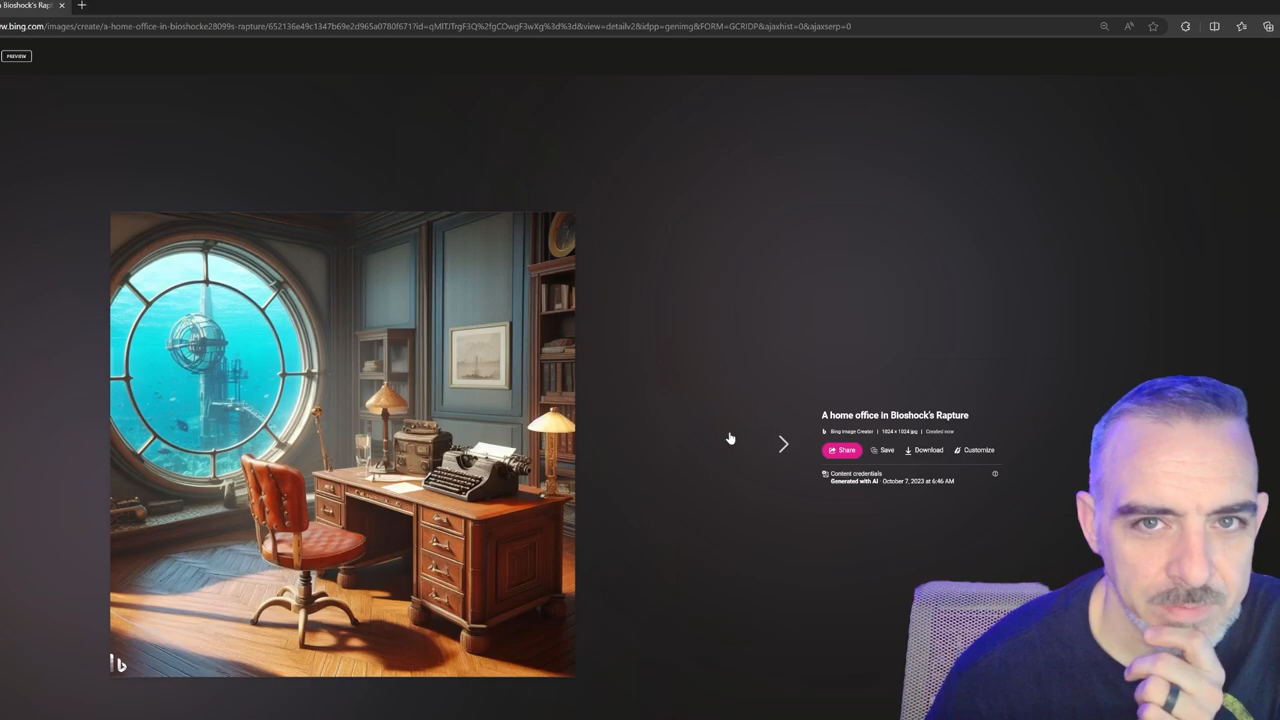 n Bioshock's Rapt
w.bing.com/images/create/a-home-office-in-bioshocke28099s-rapture/652136e49c1347b69e2d965a0780f671?id=qMlTJTrgF3Q%2fgCOwgF3wXg%3d%3d&view=detailv2&idpp=genimg&FORM=GCRIDP&ajaxhist=0&ajaxserp=0
PREVIEW
A home office in Bioshock's Rapture
Bing Image Creator | 1024 × 1024 jpg | Created now
Share Save Download Customize
Content credentials
Generated with AI · October 7, 2023 at 6:46 AM